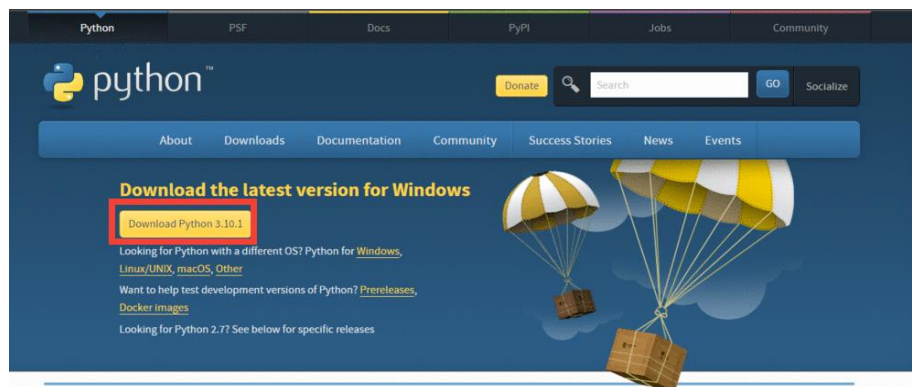 Python PSF Docs PyPI Jobs Community
python™
Donate Search GO Socialize
About Downloads Documentation Community Success Stories News Events
Download the latest version for Windows
Download Python 3.10.1
Looking for Python with a different OS? Python for Windows,
Linux/UNIX, macOS, Other
Want to help test development versions of Python? Prereleases,
Docker images
Looking for Python 2.7? See below for specific releases